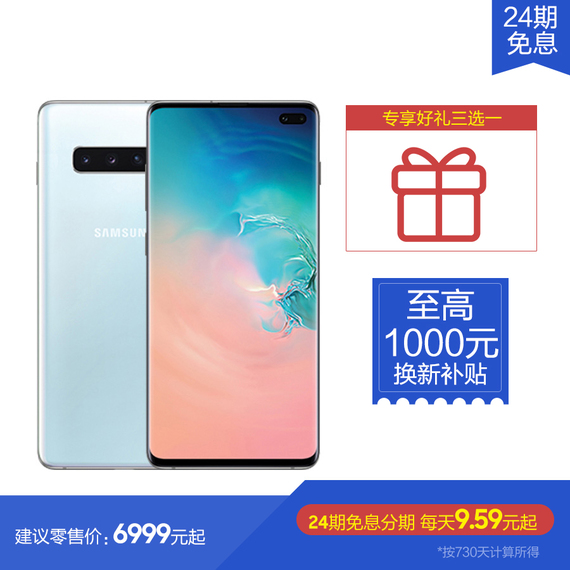 24期
免息
专享好礼三选一
SAMSUN
至高
1000元
换新补贴
建议零售价：6999元起
24期免息分期 每天9.59元起
*按730天计算所得